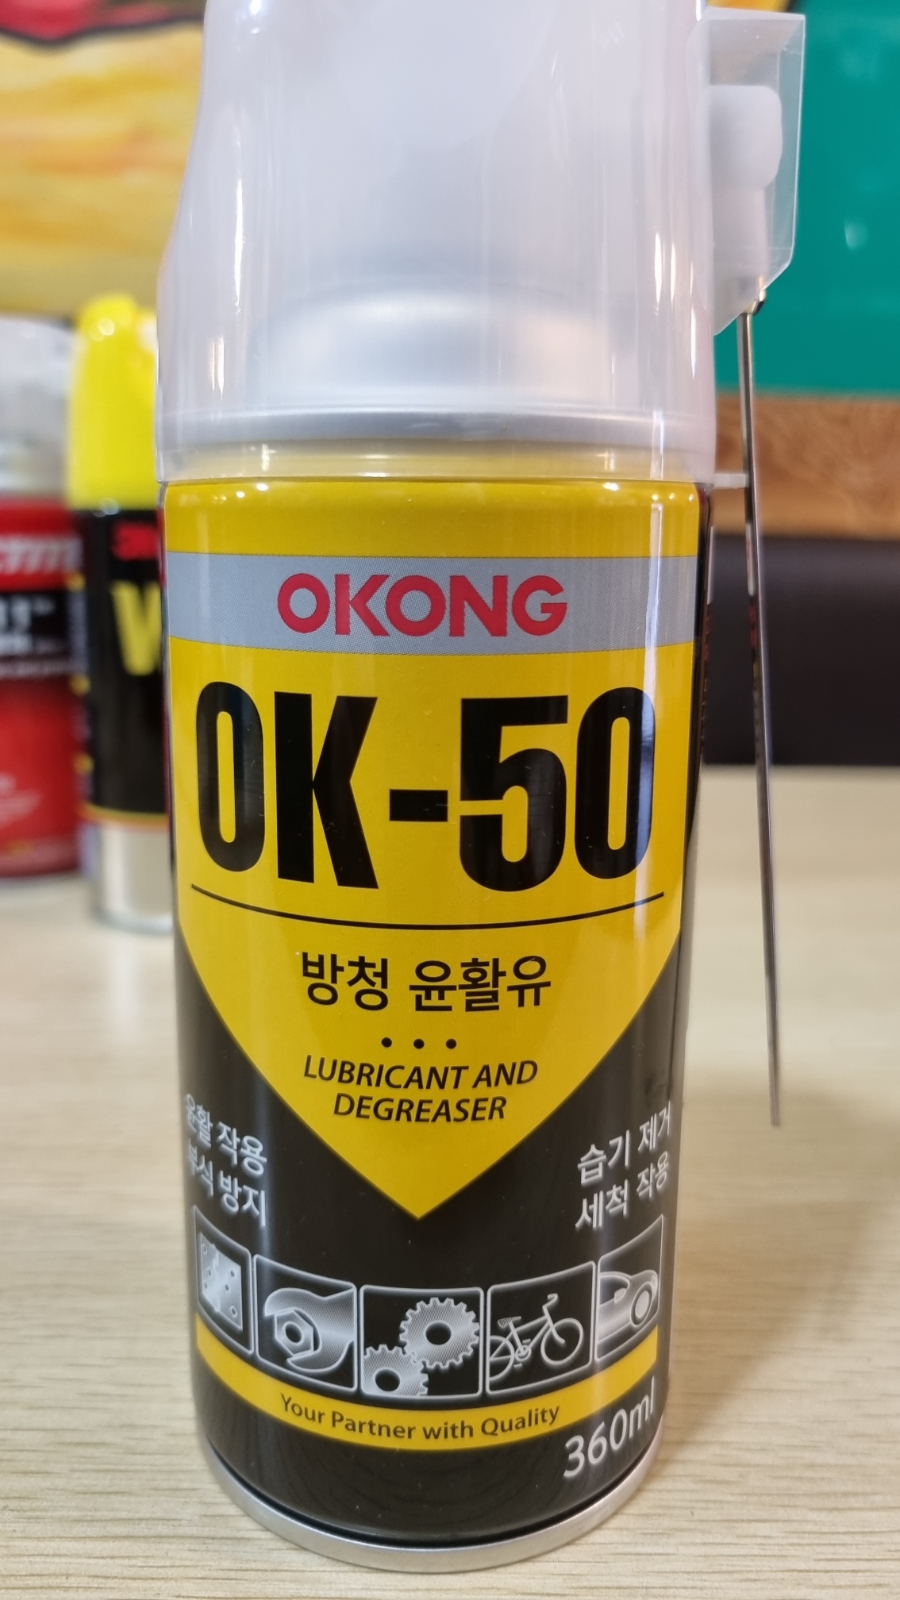 OKONG
OK-50
방청 윤활유
LUBRICANT AND
DEGREASER
윤활 작용
부식 방지
습기 제거
세척 작용
Your Partner with Quality
360ml
3M
W